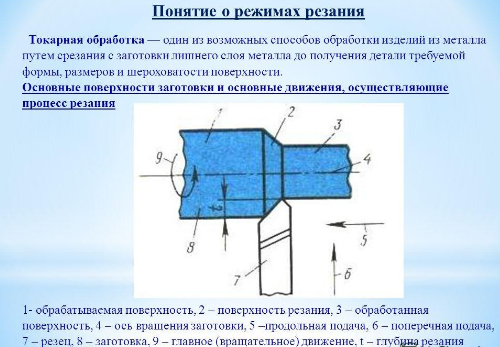 Понятие о режимах резания
Токарная обработка — один из возможных способов обработки изделий из металла
путем срезания с заготовки лишнего слоя металла до получения детали требуемой
формы, размеров и шероховатости поверхности.
Основные поверхности заготовки и основные движения, осуществляющие
процесс резания
1
2
3
4
9
t
8
5
7
6
1- обрабатываемая поверхность, 2 – поверхность резания, 3 – обработанная
поверхность, 4 – ось вращения заготовки, 5 –продольная подача, 6 – поперечная подача,
7 – резец, 8 – заготовка, 9 – главное (вращательное) движение, t – глубина резания